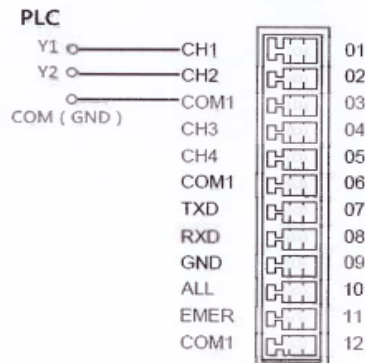 PLC
Y1 CH1 01
Y2 CH2 02
COM1 03
COM ( GND )
CH3 04
CH4 05
COM1 06
TXD 07
RXD 08
GND 09
ALL 10
EMER 11
COM1 12